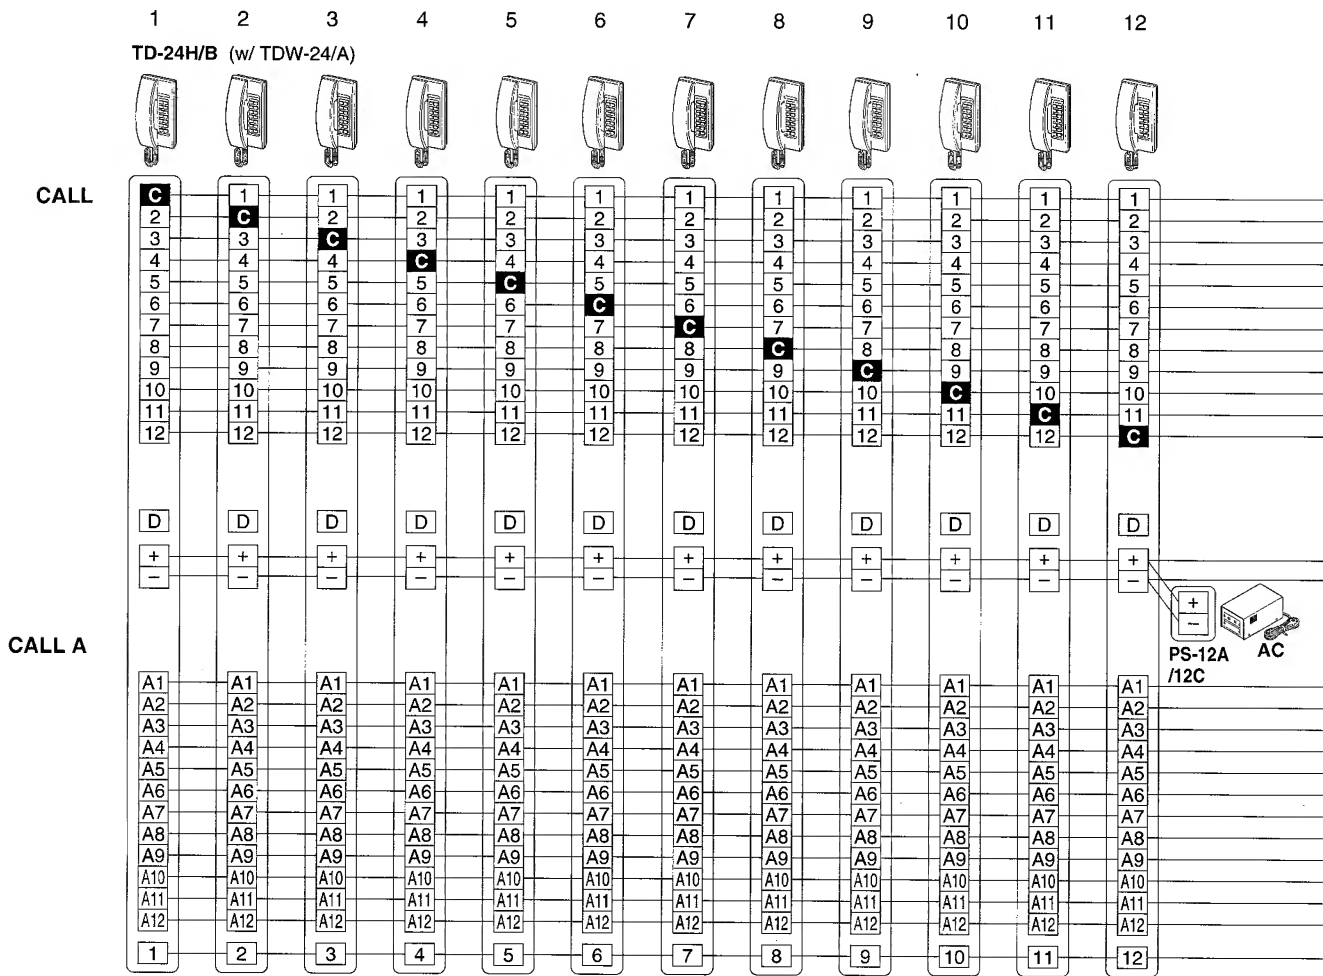 1 2 3 4 5 6 7 8 9 10 11 12
TD-24H/B (w/ TDW-24/A)
CALL C 1 1 1 1 1 1 1 1 1 1 1
2 C 2 2 2 2 2 2 2 2 2 2
3 3 C 3 3 3 3 3 3 3 3 3
4 4 4 C 4 4 4 4 4 4 4 4
5 5 5 5 C 5 5 5 5 5 5 5
6 6 6 6 6 C 6 6 6 6 6 6
7 7 7 7 7 7 C 7 7 7 7 7
8 8 8 8 8 8 8 C 8 8 8 8
9 9 9 9 9 9 9 9 C 9 9 9
10 10 10 10 10 10 10 10 10 C 10 10
11 11 11 11 11 11 11 11 11 11 C 11
12 12 12 12 12 12 12 12 12 12 12 C
D D D D D D D D D D D D
+ + + + + + + + + + + +
− − − − − − − − − − − −
+
−
CALL A
PS-12A AC
/12C
A1 A1 A1 A1 A1 A1 A1 A1 A1 A1 A1 A1
A2 A2 A2 A2 A2 A2 A2 A2 A2 A2 A2 A2
A3 A3 A3 A3 A3 A3 A3 A3 A3 A3 A3 A3
A4 A4 A4 A4 A4 A4 A4 A4 A4 A4 A4 A4
A5 A5 A5 A5 A5 A5 A5 A5 A5 A5 A5 A5
A6 A6 A6 A6 A6 A6 A6 A6 A6 A6 A6 A6
A7 A7 A7 A7 A7 A7 A7 A7 A7 A7 A7 A7
A8 A8 A8 A8 A8 A8 A8 A8 A8 A8 A8 A8
A9 A9 A9 A9 A9 A9 A9 A9 A9 A9 A9 A9
A10 A10 A10 A10 A10 A10 A10 A10 A10 A10 A10 A10
A11 A11 A11 A11 A11 A11 A11 A11 A11 A11 A11 A11
A12 A12 A12 A12 A12 A12 A12 A12 A12 A12 A12 A12
1 2 3 4 5 6 7 8 9 10 11 12